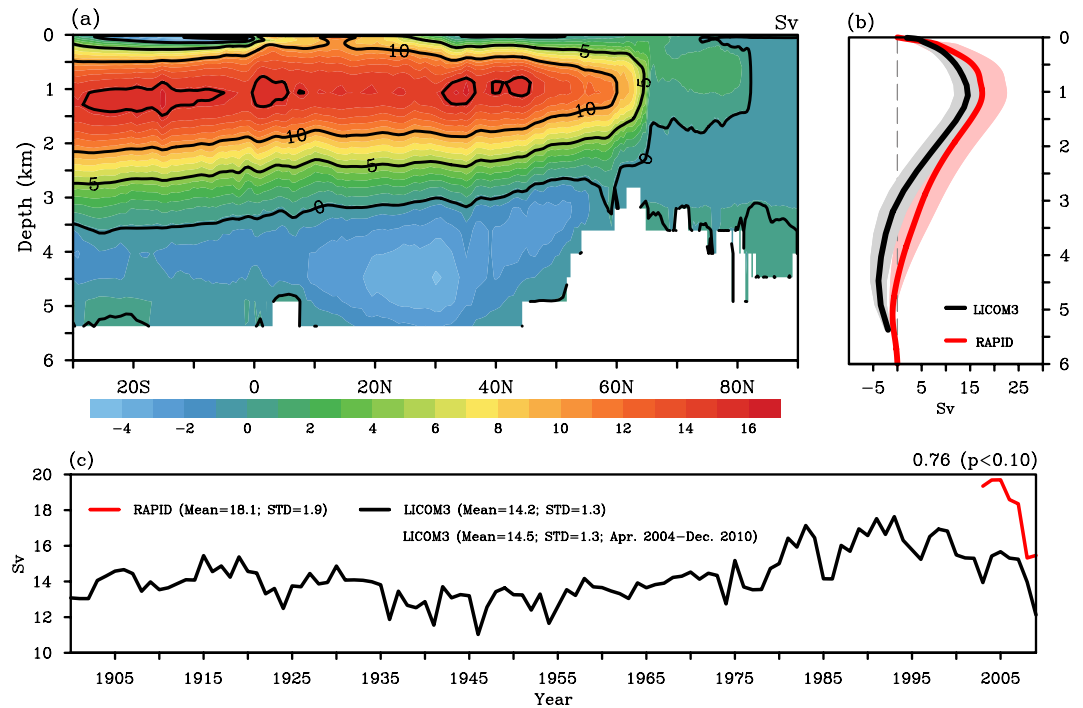 (a)
Sv
(b)
0
1
2
3
4
5
6
Depth (km)
10
5
5
10
10
5
5
0
0
20S 0 20N 40N 60N 80N
−4 −2 0 2 4 6 8 10 12 14 16
0
1
2
3
4
5
6
LICOM3
RAPID
−5 5 15 25
Sv
(c)
0.76 (p<0.10)
20
18
16
14
12
10
Sv
RAPID (Mean=18.1; STD=1.9)
LICOM3 (Mean=14.2; STD=1.3)
LICOM3 (Mean=14.5; STD=1.3; Apr. 2004−Dec. 2010)
1905 1915 1925 1935 1945 1955 1965 1975 1985 1995 2005
Year